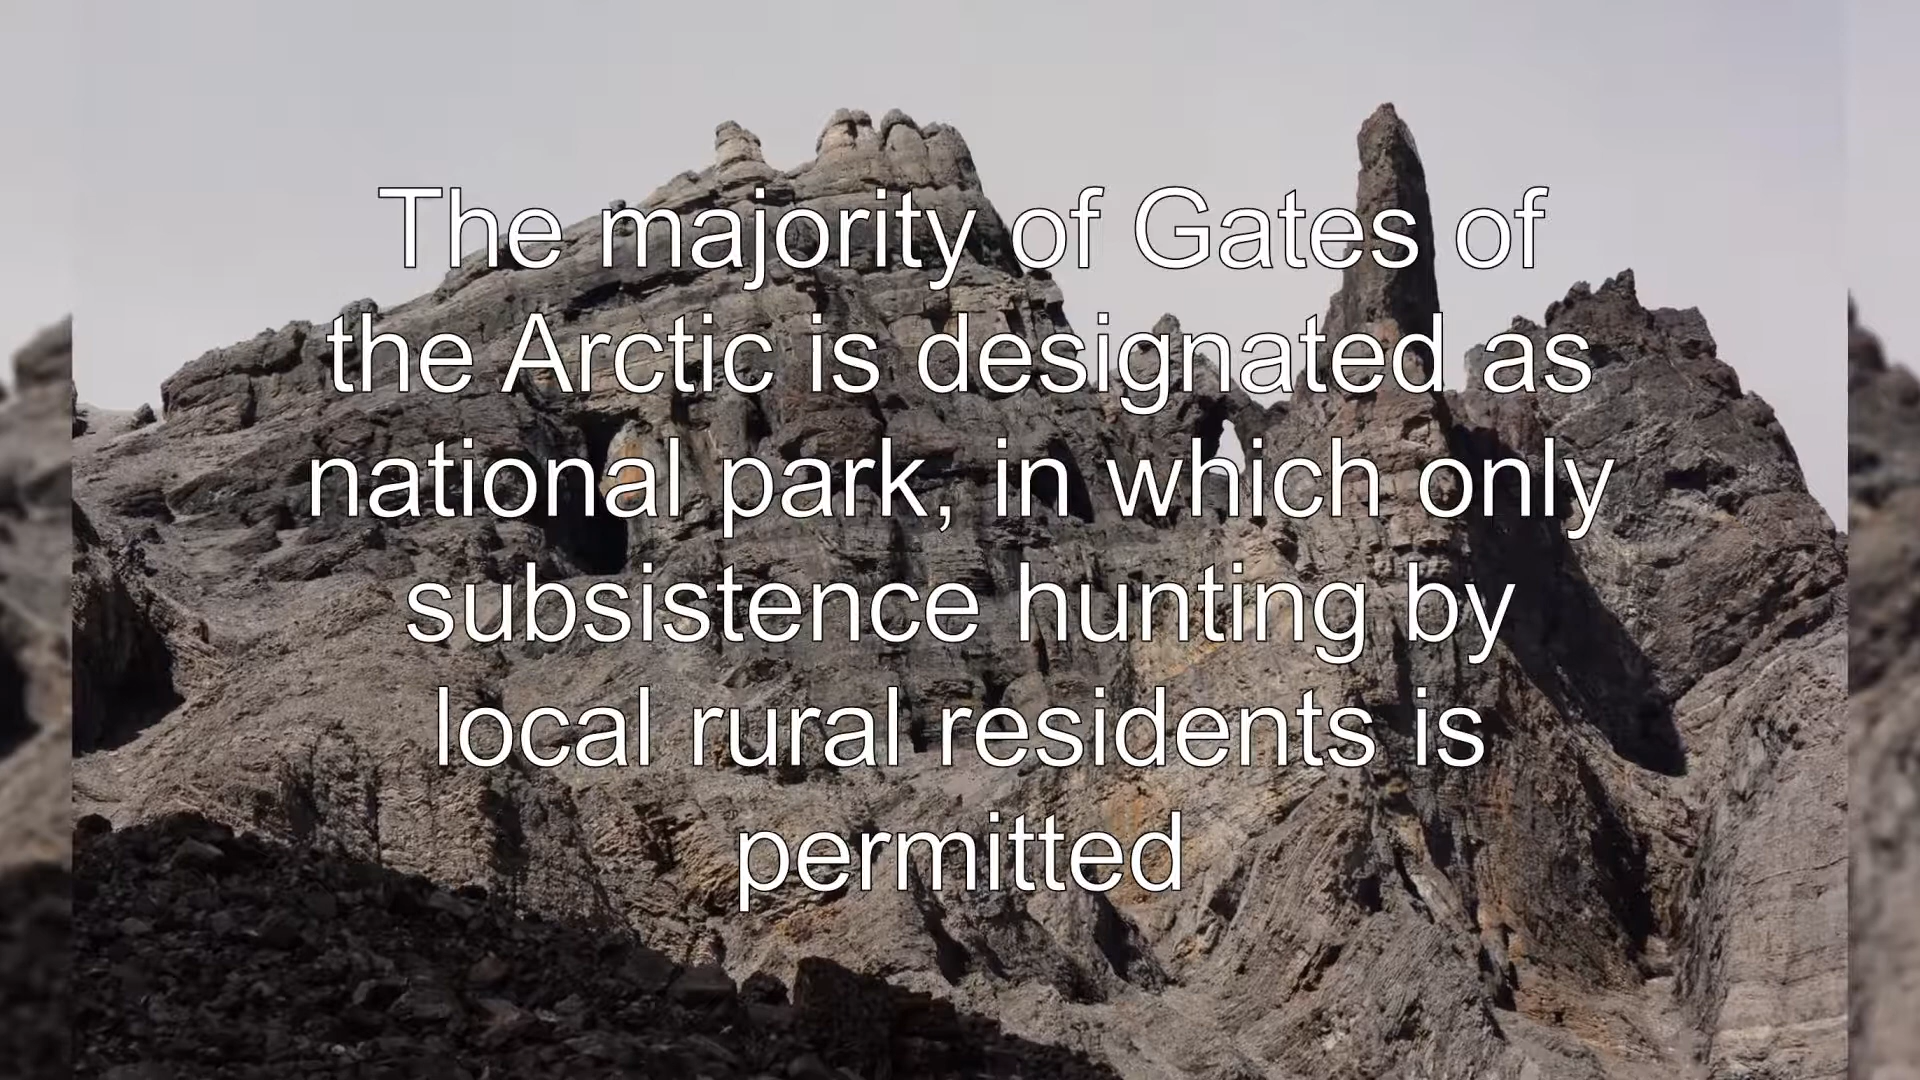 The majority of Gates of
the Arctic is designated as
national park, in which only
subsistence hunting by
local rural residents is
permitted